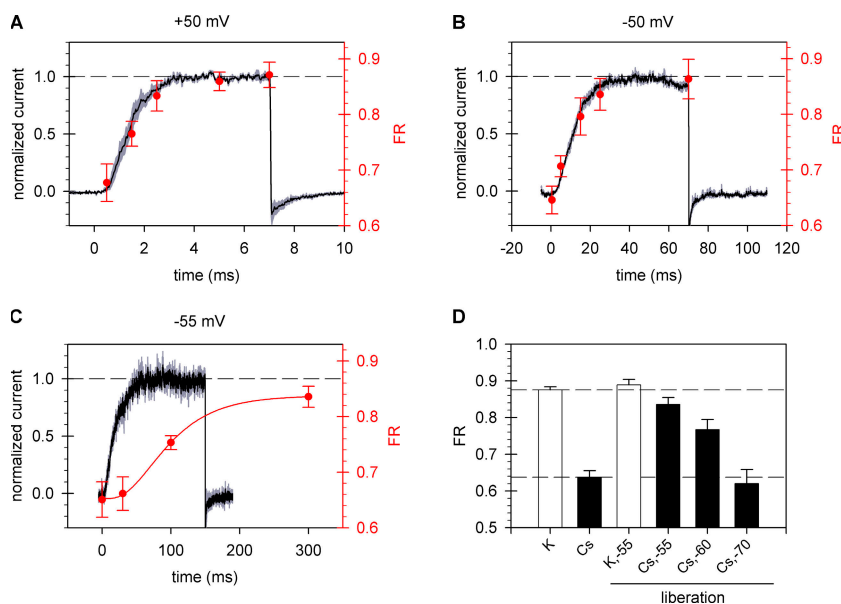 A
+50 mV
normalized current
1.0
0.5
0.0
0.9
0.8
0.7
0.6
FR
0 2 4 6 8 10
time (ms)
B
-50 mV
normalized current
1.0
0.5
0.0
0.9
0.8
0.7
0.6
FR
-20 0 20 40 60 80 100 120
time (ms)
C
-55 mV
normalized current
1.0
0.5
0.0
0.9
0.8
0.7
0.6
FR
0 100 200 300
time (ms)
D
FR
1.0
0.9
0.8
0.7
0.6
0.5
K Cs K,-55 Cs,-55 Cs,-60 Cs,-70
liberation